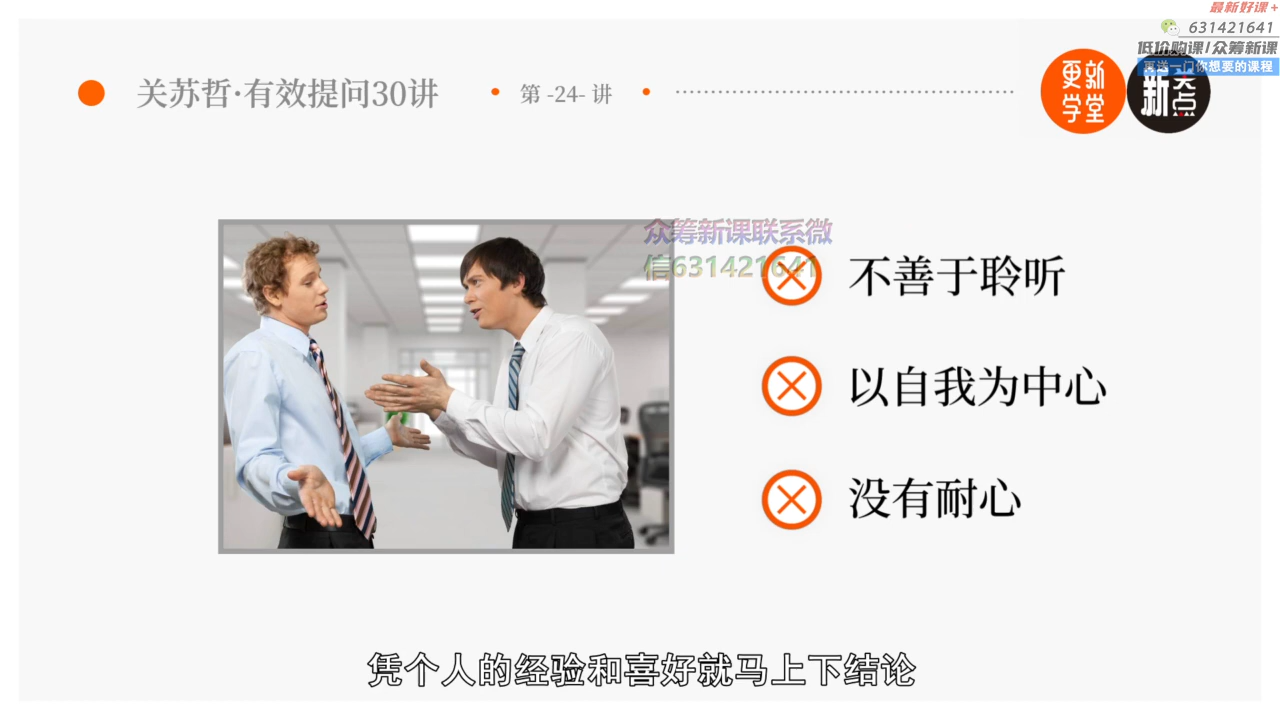 最新好课+
631421641
低价购课/众筹新课
再送一门你想要的课程
关苏哲·有效提问30讲
第 -24- 讲
更新
学堂
新关点
众筹新课联系微
信631421641
不善于聆听
以自我为中心
没有耐心
凭个人的经验和喜好就马上下结论